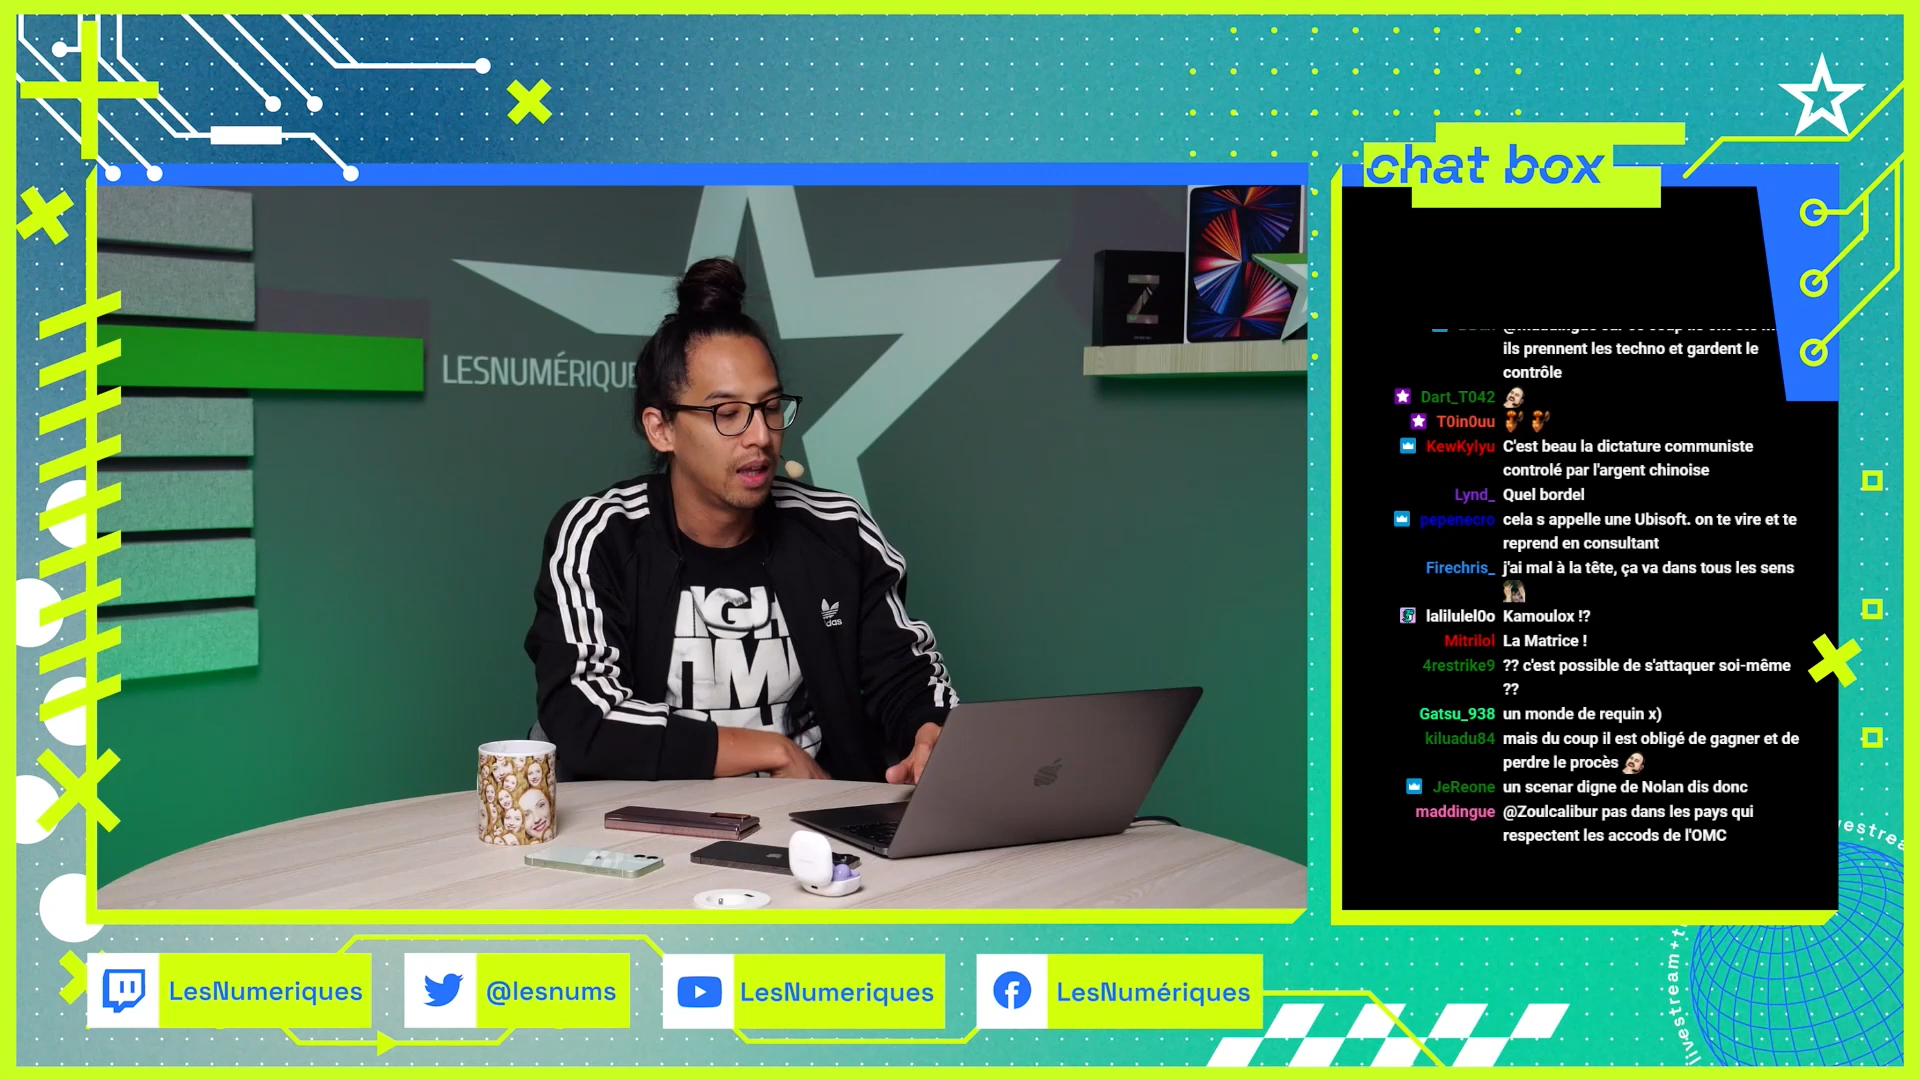 chat box
LESNUMÉRIQUE
Z
adidas
ils prennent les techno et gardent le
contrôle
Dart_T042
T0in0uu
KewKylyu C'est beau la dictature communiste
controlé par l'argent chinoise
Lynd_ Quel bordel
pepenecro cela s appelle une Ubisoft. on te vire et te
reprend en consultant
Firechris_ j'ai mal à la tête, ça va dans tous les sens
lalilulel0o Kamoulox !?
Mitrilol La Matrice !
4restrike9 ?? c'est possible de s'attaquer soi-même
??
Gatsu_938 un monde de requin x)
kiluadu84 mais du coup il est obligé de gagner et de
perdre le procès
JeReone un scenar digne de Nolan dis donc
maddingue @Zoulcalibur pas dans les pays qui
respectent les accods de l'OMC
LesNumeriques
@lesnums
LesNumeriques
LesNumériques
livestream+t
vestrea